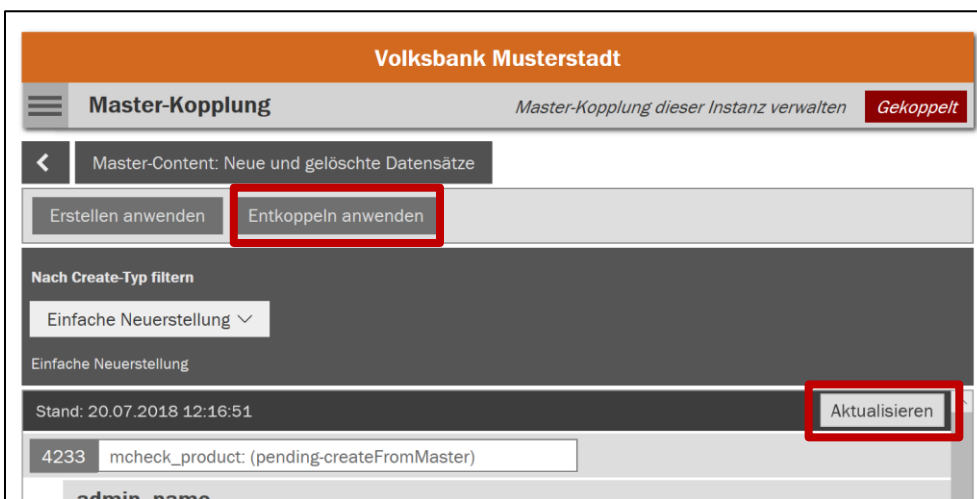 Volksbank Musterstadt
Master-Kopplung Master-Kopplung dieser Instanz verwalten Gekoppelt
Master-Content: Neue und gelöschte Datensätze
Erstellen anwenden Entkoppeln anwenden
Nach Create-Typ filtern
Einfache Neuerstellung
Einfache Neuerstellung
Stand: 20.07.2018 12:16:51 Aktualisieren
4233 mcheck_product: (pending-createFromMaster)
admin_name